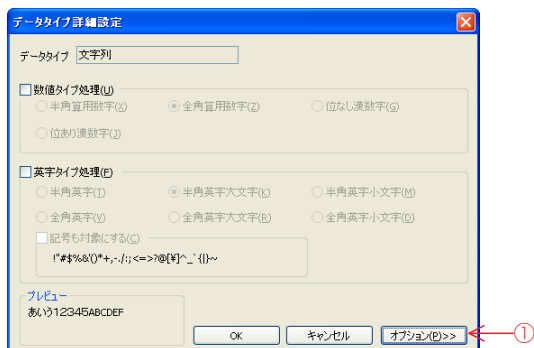 データタイプ詳細設定
データタイプ 文字列
数値タイプ処理(U)
半角算用数字(X) 全角算用数字(Z) 位なし漢数字(G)
位あり漢数字(J)
英字タイプ処理(F)
半角英字(T) 半角英字大文字(K) 半角英字小文字(M)
全角英字(V) 全角英字大文字(R) 全角英字小文字(D)
記号も対象にする(C)
!"#$%&'()*+,-./:;<=>?@[¥]^_`{|}~
プレビュー
あいう12345ABCDEF
OK キャンセル オプション(P)>> ①